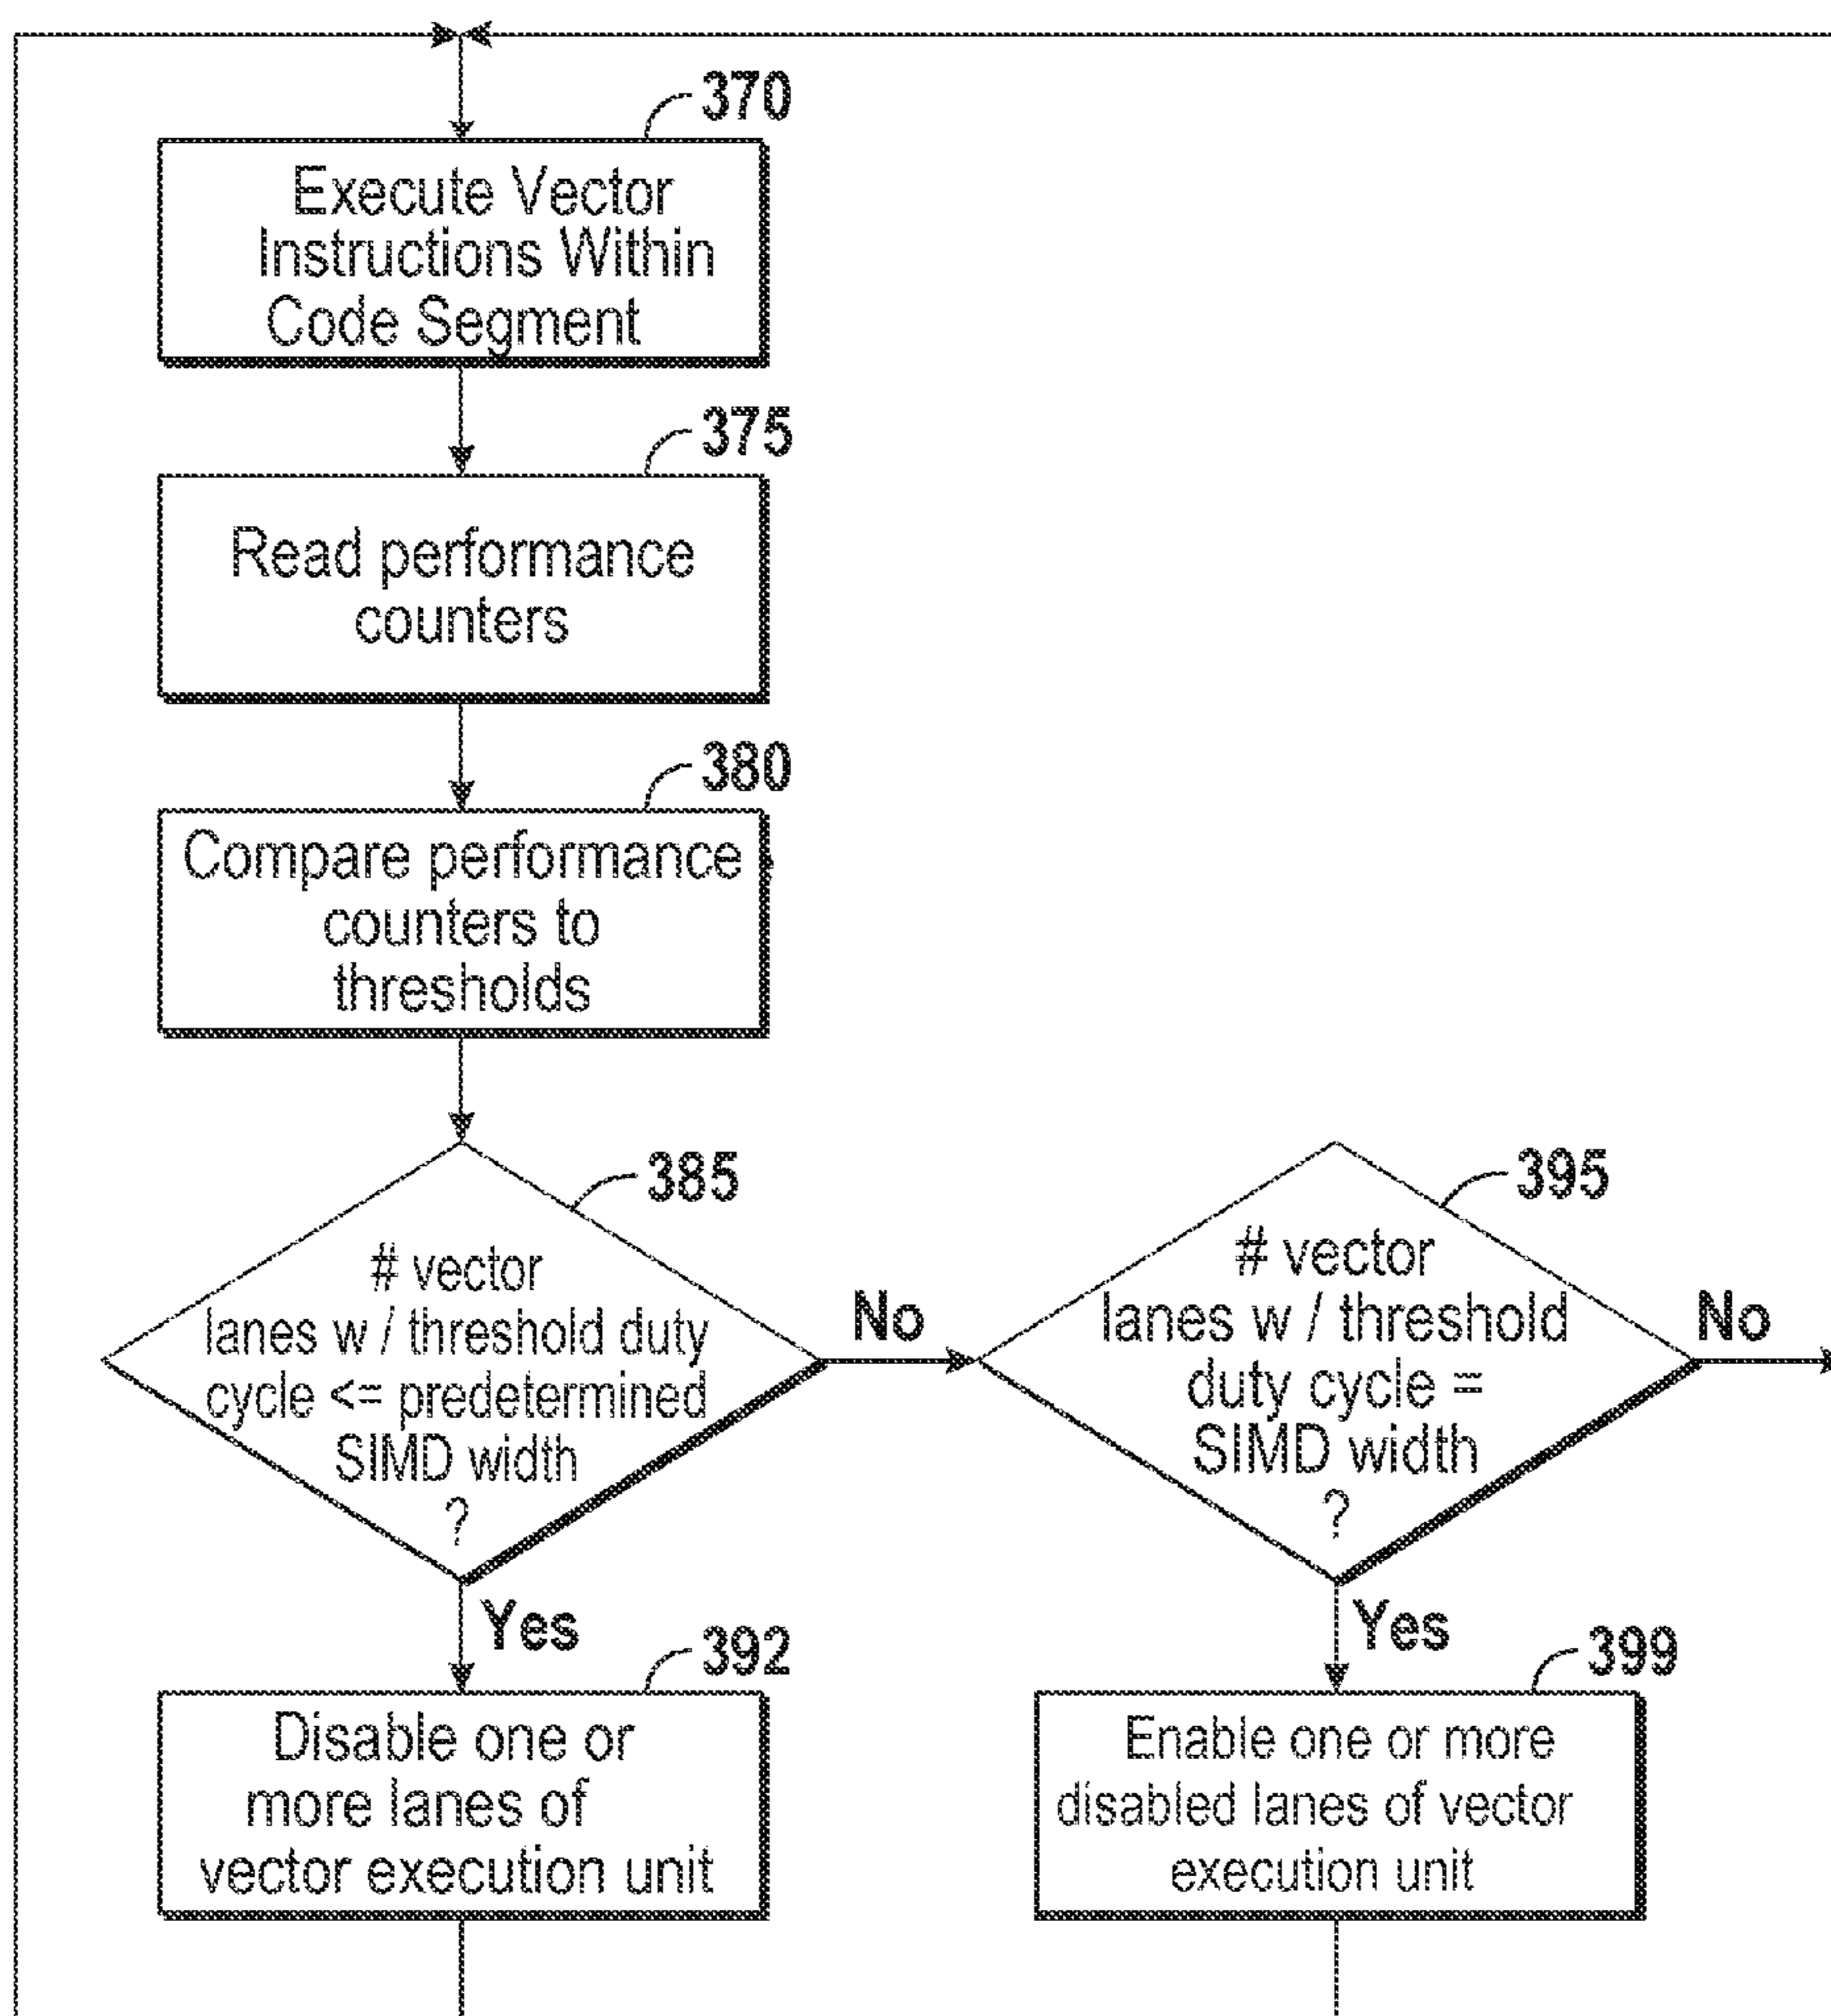 370
Execute Vector
Instructions Within
Code Segment
375
Read performance
counters
380
Compare performance
counters to
thresholds
385
# vector
lanes w / threshold duty
cycle <= predetermined
SIMD width
?
No
395
# vector
lanes w / threshold
duty cycle =
SIMD width
?
No
Yes
392
Disable one or
more lanes of
vector execution unit
Yes
399
Enable one or more
disabled lanes of vector
execution unit